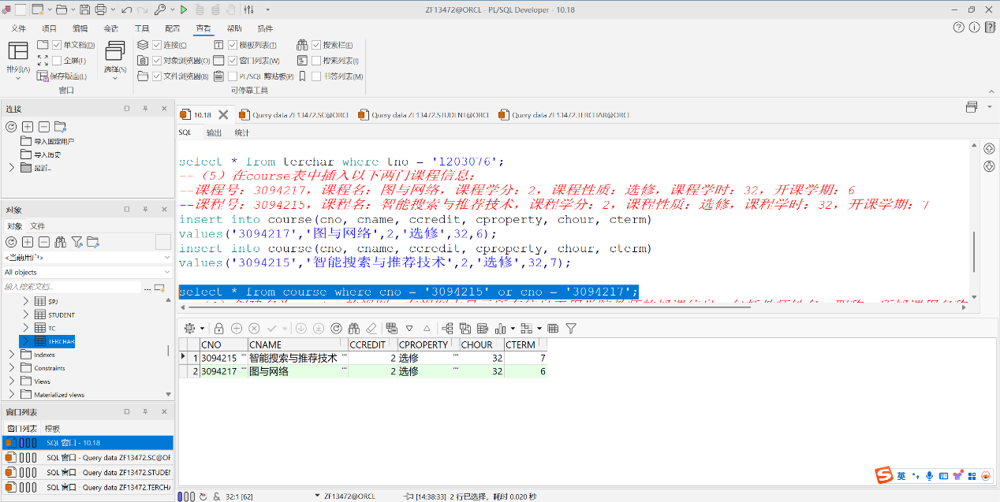 ZF13472@ORCL - PL/SQL Developer - 10.18
文件 项目 编辑 会话 工具 配置 查看 帮助 插件
排列(A)
单文档(D)
全屏(F)
保存版面(L)
窗口
选择(S)
连接(C)
对象浏览器(O)
文件浏览器(B)
模板列表(T)
窗口列表(W)
PL/SQL 剪贴板(P)
搜索栏(E)
搜索列表(I)
书签列表(M)
可停靠工具
连接
导入固定用户
导入历史
最近...
对象
对象 文件
<当前用户>
All objects
输入搜索文档...
SPJ
STUDENT
TC
TERCHAR
Indexes
Constraints
Views
Materialized views
窗口列表
窗口列表 模板
SQL 窗口 - 10.18
SQL 窗口 - Query data ZF13472.SC@OF
SQL 窗口 - Query data ZF13472.STUDEN
SQL 窗口 - Query data ZF13472.TERCHA
10.18
Query data ZF13472.SC@ORCL
Query data ZF13472.STUDENT@ORCL
Query data ZF13472.TERCHAR@ORCL
SQL 输出 统计
select * from terchar where tno = '1203076';
--（5）在course表中插入以下两门课程信息：
--课程号：3094217，课程名：图与网络，课程学分：2，课程性质：选修，课程学时：32，开课学期：6
--课程号：3094215，课程名：智能搜索与推荐技术，课程学分：2，课程性质：选修，课程学时：32，开课学期：7
insert into course(cno, cname, ccredit, cproperty, chour, cterm)
values('3094217','图与网络',2,'选修',32,6);
insert into course(cno, cname, ccredit, cproperty, chour, cterm)
values('3094215','智能搜索与推荐技术',2,'选修',32,7);
select * from course where cno = '3094215' or cno = '3094217';
CNO CNAME CCREDIT CPROPERTY CHOUR CTERM
1 3094215 ··· 智能搜索与推荐技术 ··· 2 选修 ··· 32 7
2 3094217 ··· 图与网络 ··· 2 选修 ··· 32 6
S 英
32:1 [62]
ZF13472@ORCL
[14:38:33] 2 行已选择，耗时 0.020 秒